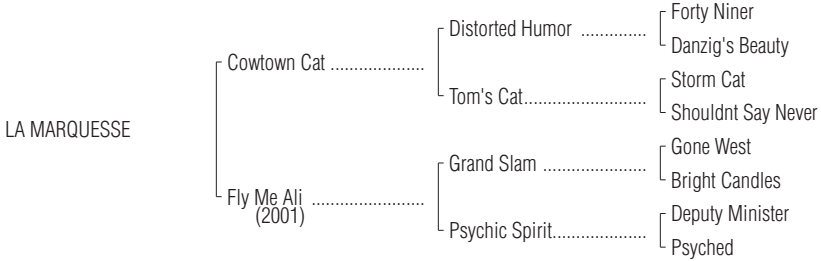 Forty Niner
Distorted Humor ..............
Danzig's Beauty
Cowtown Cat ....................
Storm Cat
Tom's Cat..........................
Shouldnt Say Never
LA MARQUESSE
Gone West
Grand Slam ......................
Bright Candles
Fly Me Ali ........................
(2001)
Deputy Minister
Psychic Spirit....................
Psyched